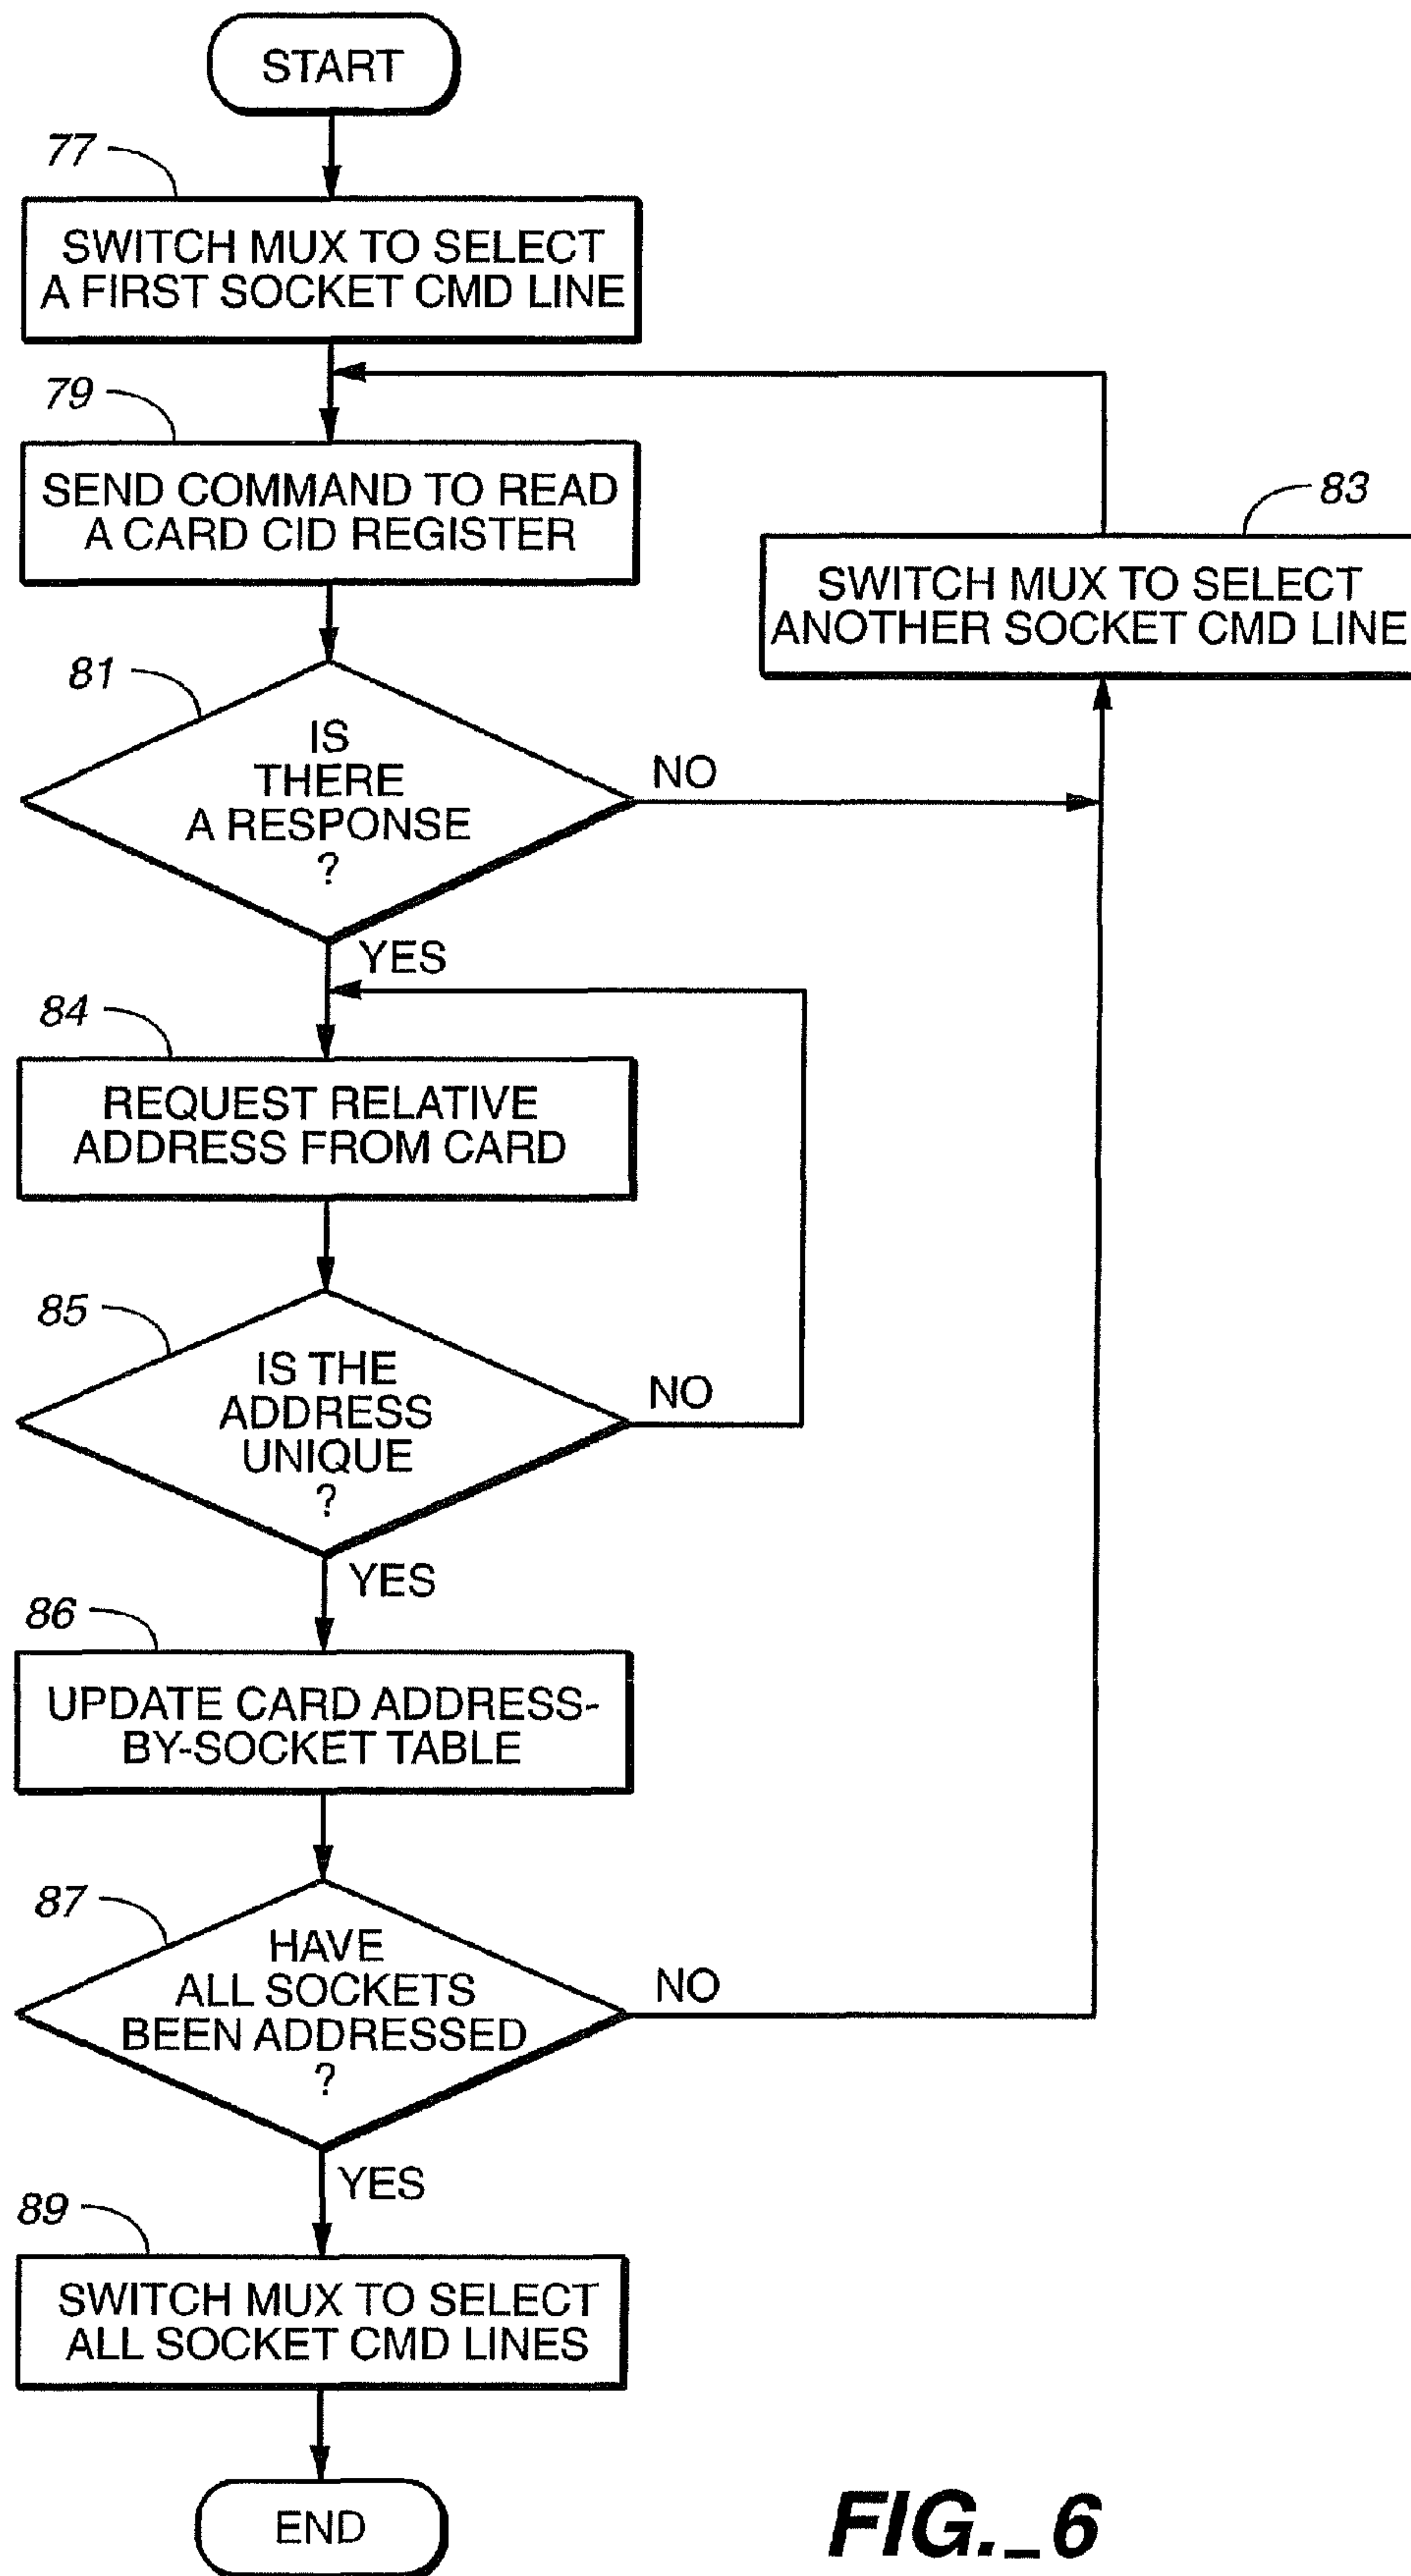 START
77
SWITCH MUX TO SELECT
A FIRST SOCKET CMD LINE
79
SEND COMMAND TO READ
A CARD CID REGISTER
83
SWITCH MUX TO SELECT
ANOTHER SOCKET CMD LINE
81
IS
THERE
A RESPONSE
?
NO
YES
84
REQUEST RELATIVE
ADDRESS FROM CARD
85
IS THE
ADDRESS
UNIQUE
?
NO
YES
86
UPDATE CARD ADDRESS-
BY-SOCKET TABLE
87
HAVE
ALL SOCKETS
BEEN ADDRESSED
?
NO
YES
89
SWITCH MUX TO SELECT
ALL SOCKET CMD LINES
END
FIG._6